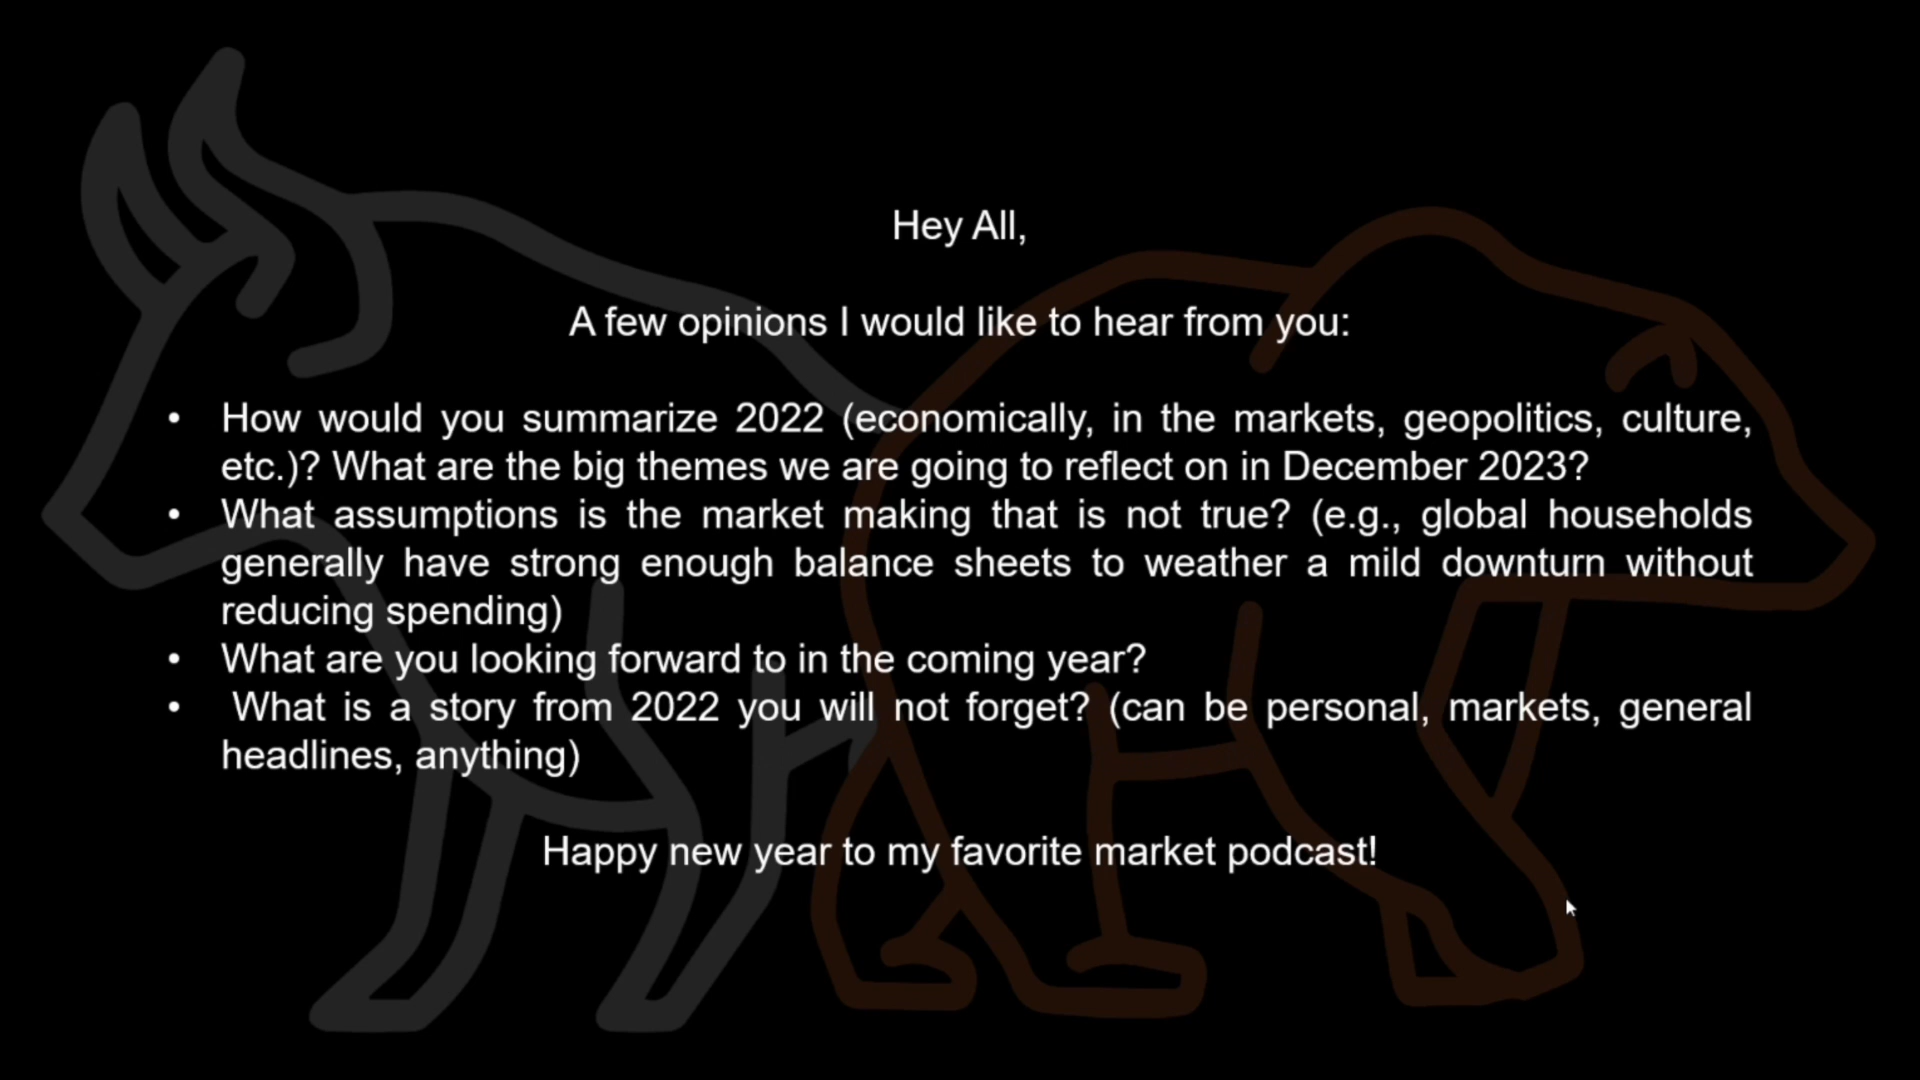 Hey All,
A few opinions I would like to hear from you:
• How would you summarize 2022 (economically, in the markets, geopolitics, culture,
etc.)? What are the big themes we are going to reflect on in December 2023?
• What assumptions is the market making that is not true? (e.g., global households
generally have strong enough balance sheets to weather a mild downturn without
reducing spending)
• What are you looking forward to in the coming year?
• What is a story from 2022 you will not forget? (can be personal, markets, general
headlines, anything)
Happy new year to my favorite market podcast!